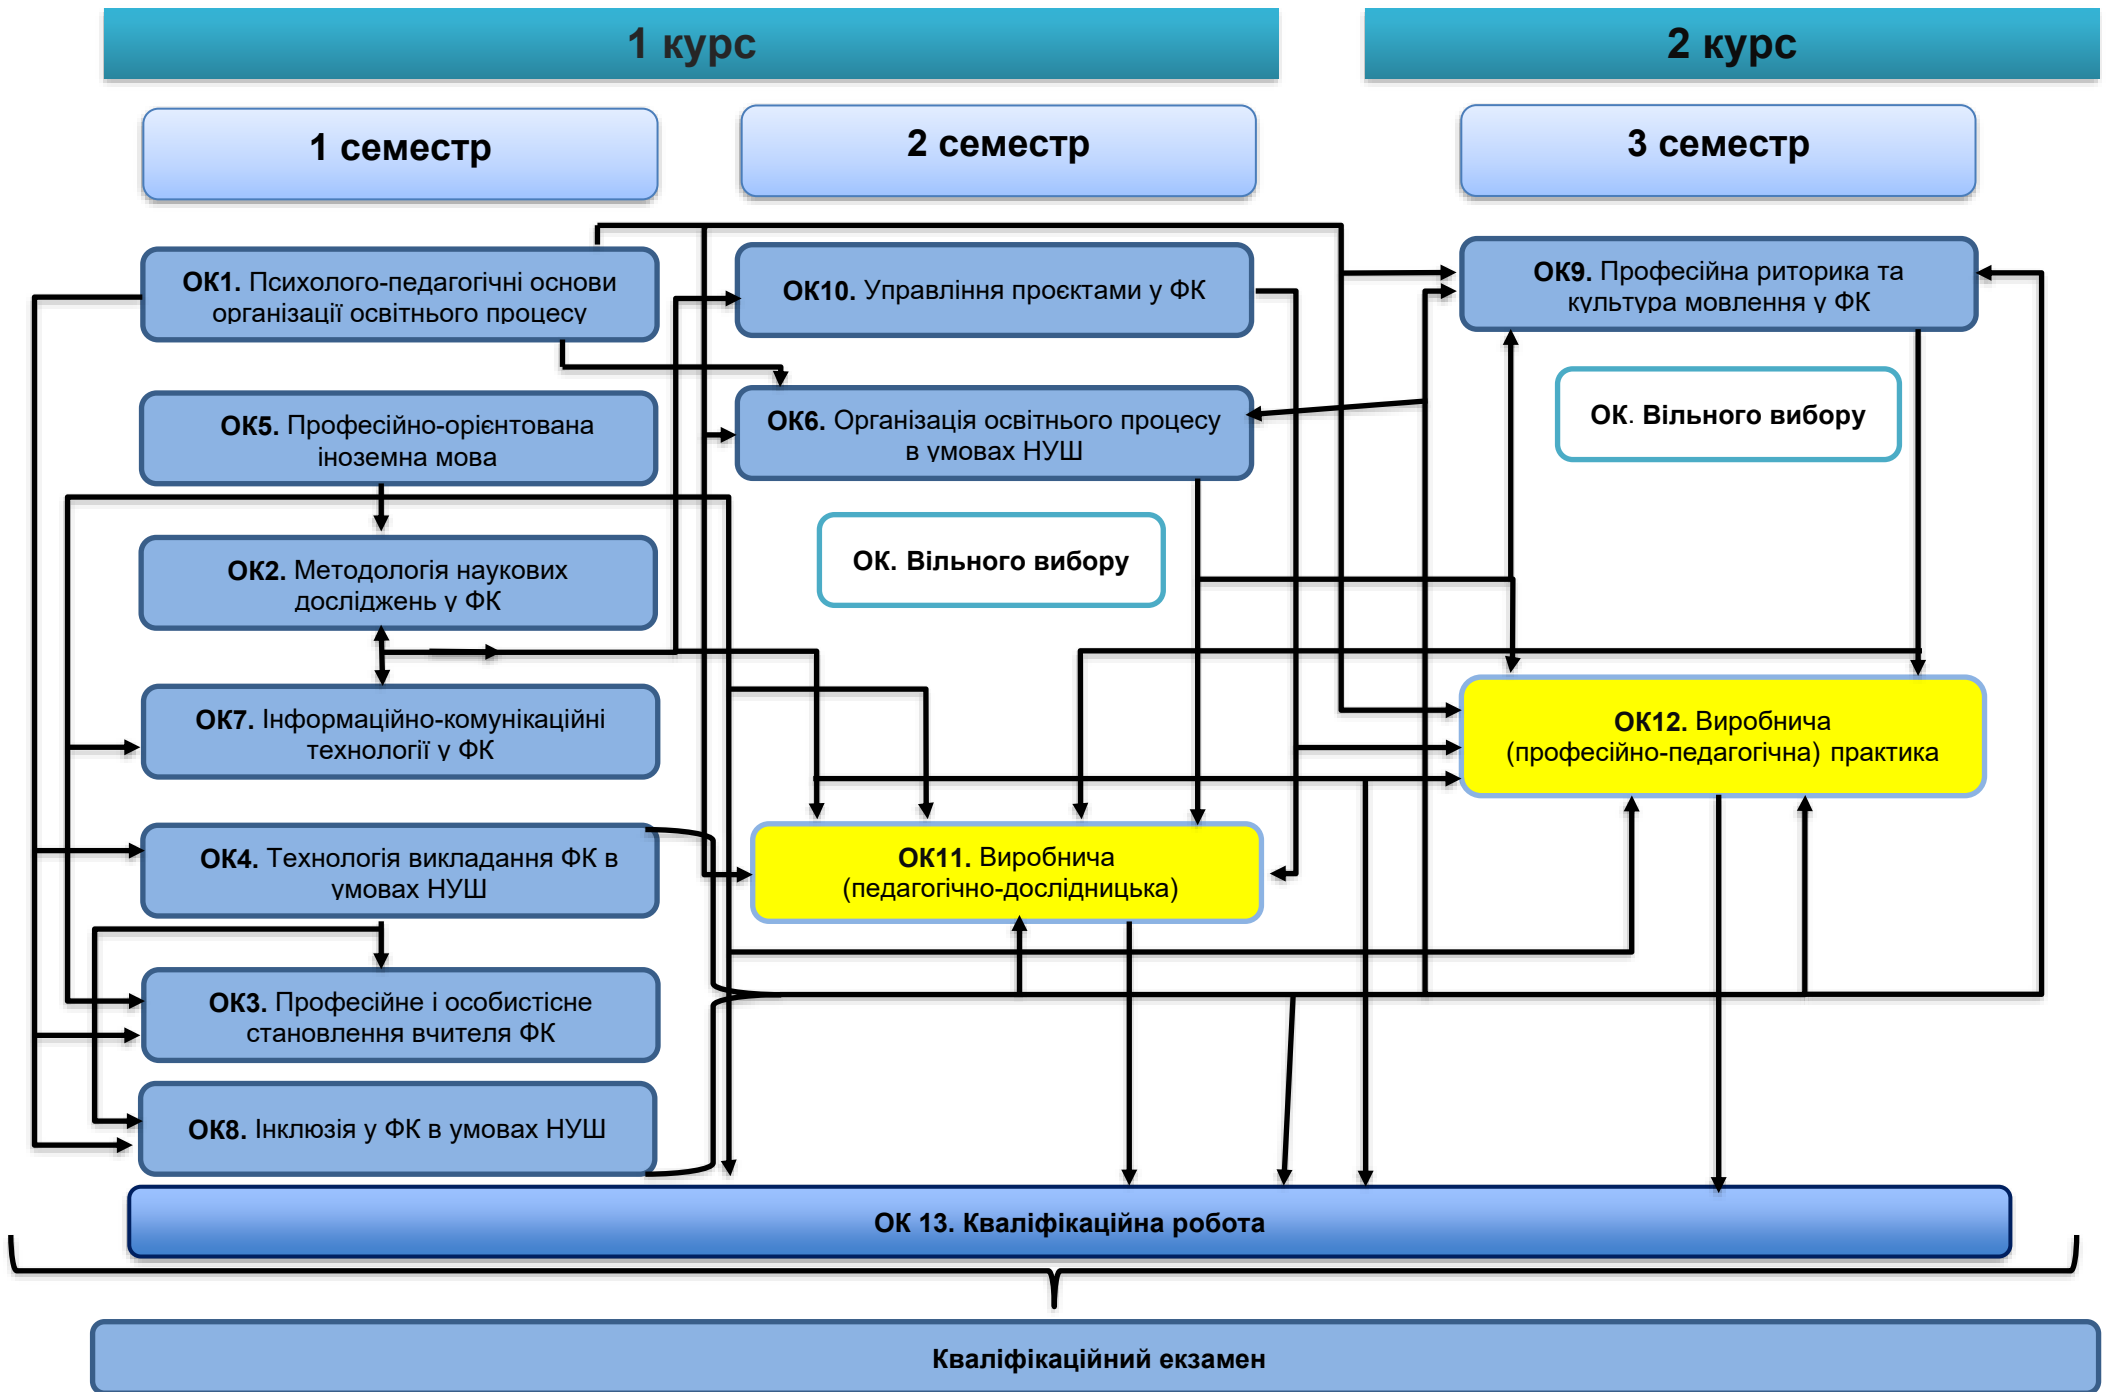 1 курс
2 курс
1 семестр
2 семестр
3 семестр
ОК1. Психолого-педагогічні основи
організації освітнього процесу
ОК5. Професійно-орієнтована
іноземна мова
ОК2. Методологія наукових
досліджень у ФК
ОК7. Інформаційно-комунікаційні
технології у ФК
ОК4. Технологія викладання ФК в
умовах НУШ
ОК3. Професійне і особистісне
становлення вчителя ФК
ОК8. Інклюзія у ФК в умовах НУШ
ОК10. Управління проєктами у ФК
ОК6. Організація освітнього процесу
в умовах НУШ
ОК. Вільного вибору
ОК11. Виробнича
(педагогічно-дослідницька)
ОК9. Професійна риторика та
культура мовлення у ФК
ОК. Вільного вибору
ОК12. Виробнича
(професійно-педагогічна) практика
ОК 13. Кваліфікаційна робота
Кваліфікаційний екзамен